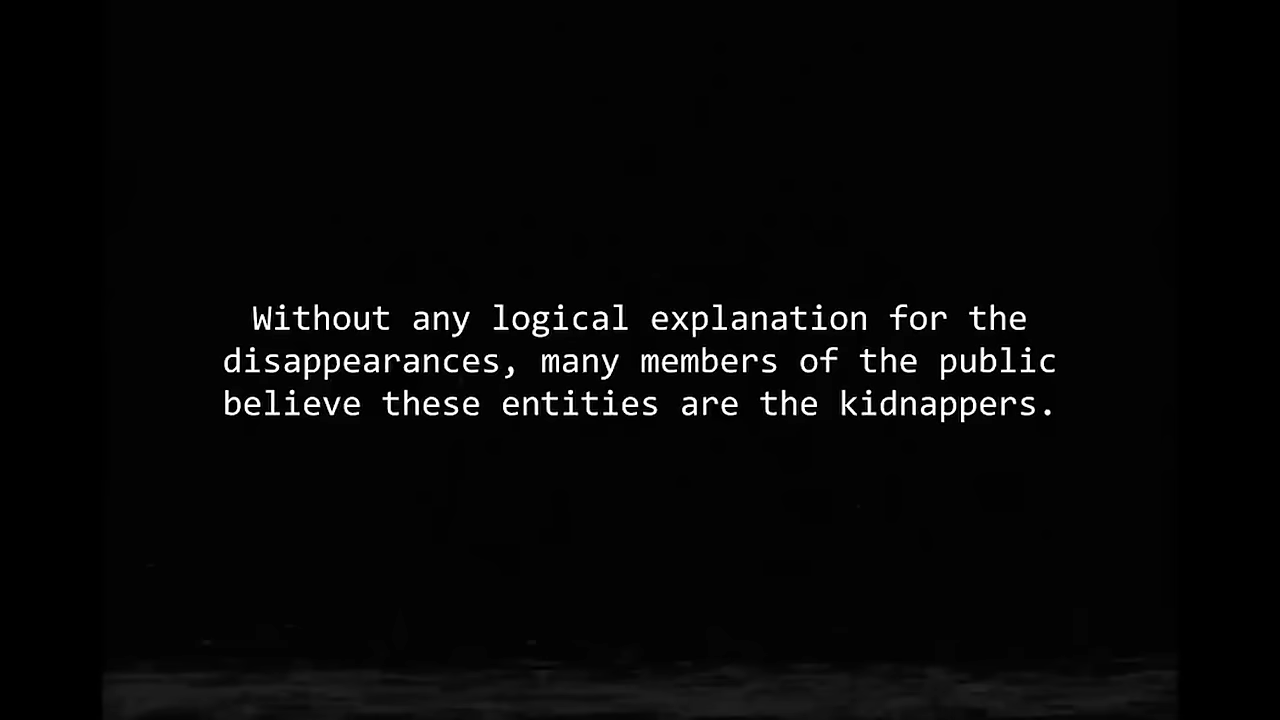 Without any logical explanation for the
disappearances, many members of the public
believe these entities are the kidnappers.